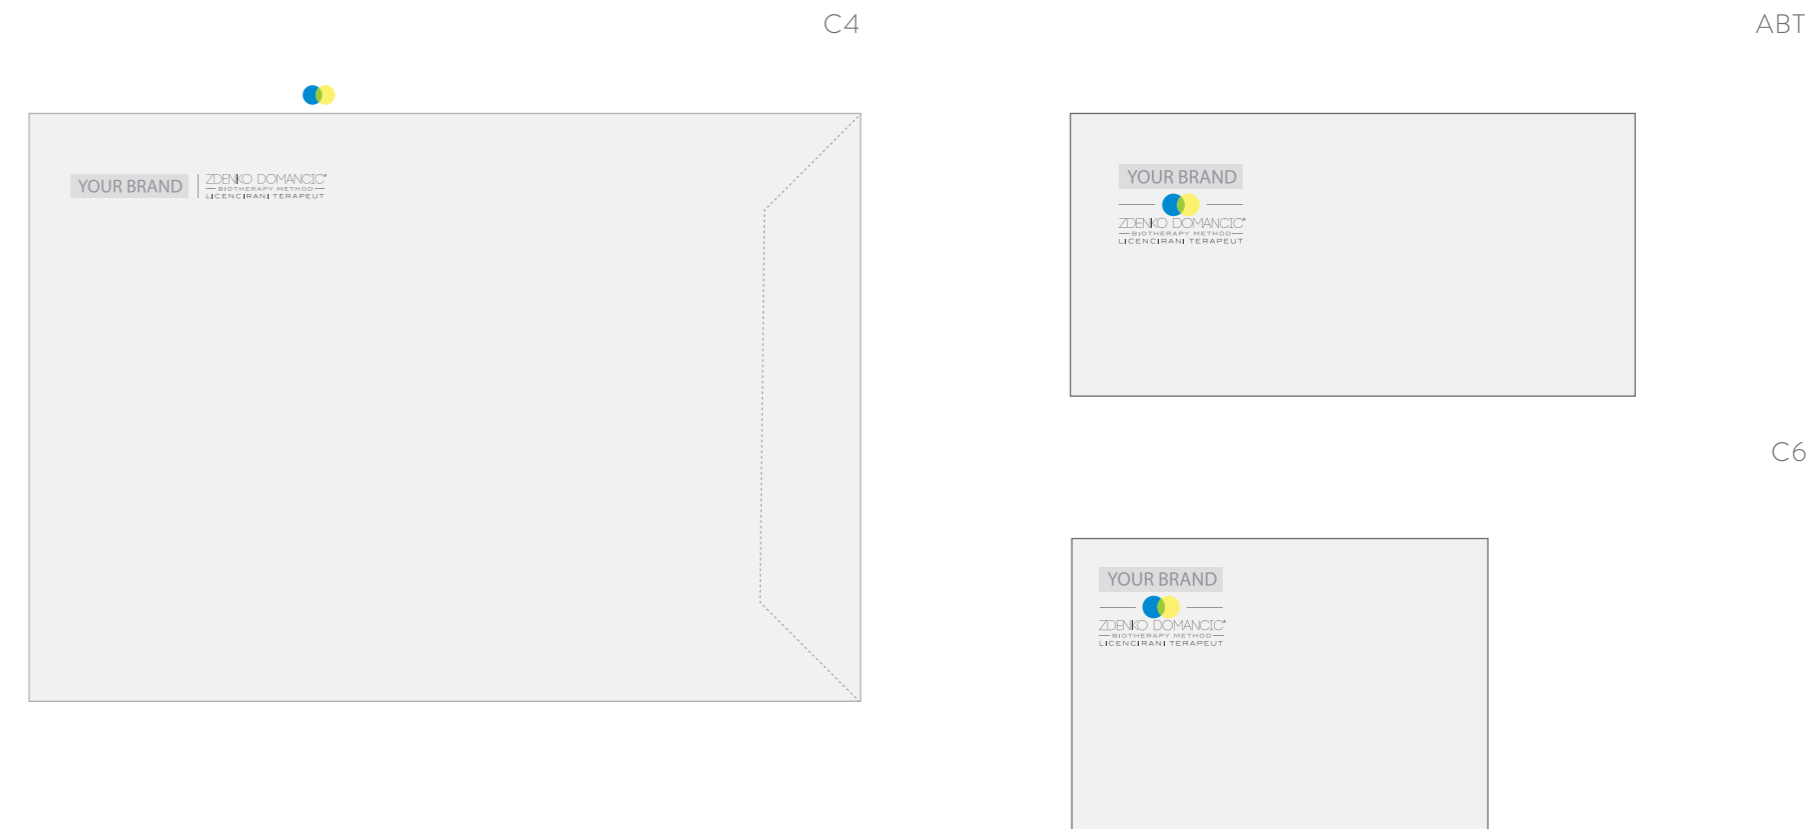 C4
YOUR BRAND
ZDENKO DOMANCIC®
BIOTHERAPY METHOD
LICENCIRANI TERAPEUT
ABT
YOUR BRAND
ZDENKO DOMANCIC®
BIOTHERAPY METHOD
LICENCIRANI TERAPEUT
C6
YOUR BRAND
ZDENKO DOMANCIC®
BIOTHERAPY METHOD
LICENCIRANI TERAPEUT